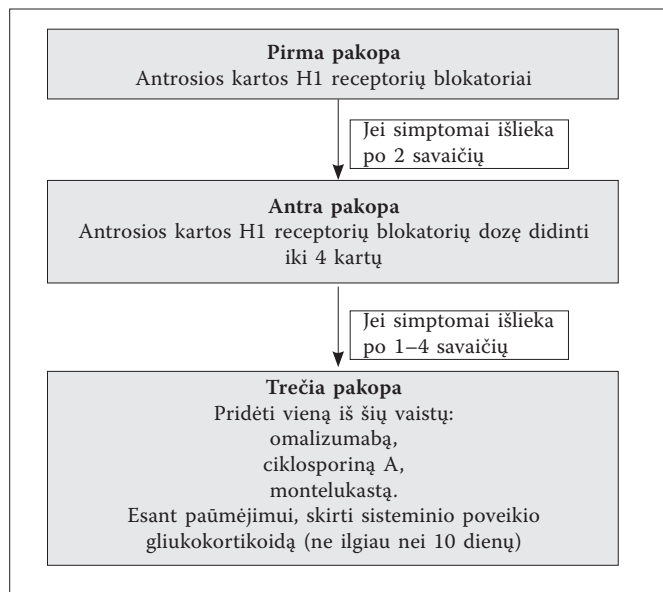 Pirma pakopa
Antrosios kartos H1 receptorių blokatoriai
Jei simptomai išlieka
po 2 savaičių
Antra pakopa
Antrosios kartos H1 receptorių blokatorių dozę didinti
iki 4 kartų
Jei simptomai išlieka
po 1–4 savaičių
Trečia pakopa
Pridėti vieną iš šių vaistų:
omalizumabą,
ciklosporiną A,
montelukastą.
Esant paūmėjimui, skirti sisteminio poveikio
gliukokortikoidą (ne ilgiau nei 10 dienų)